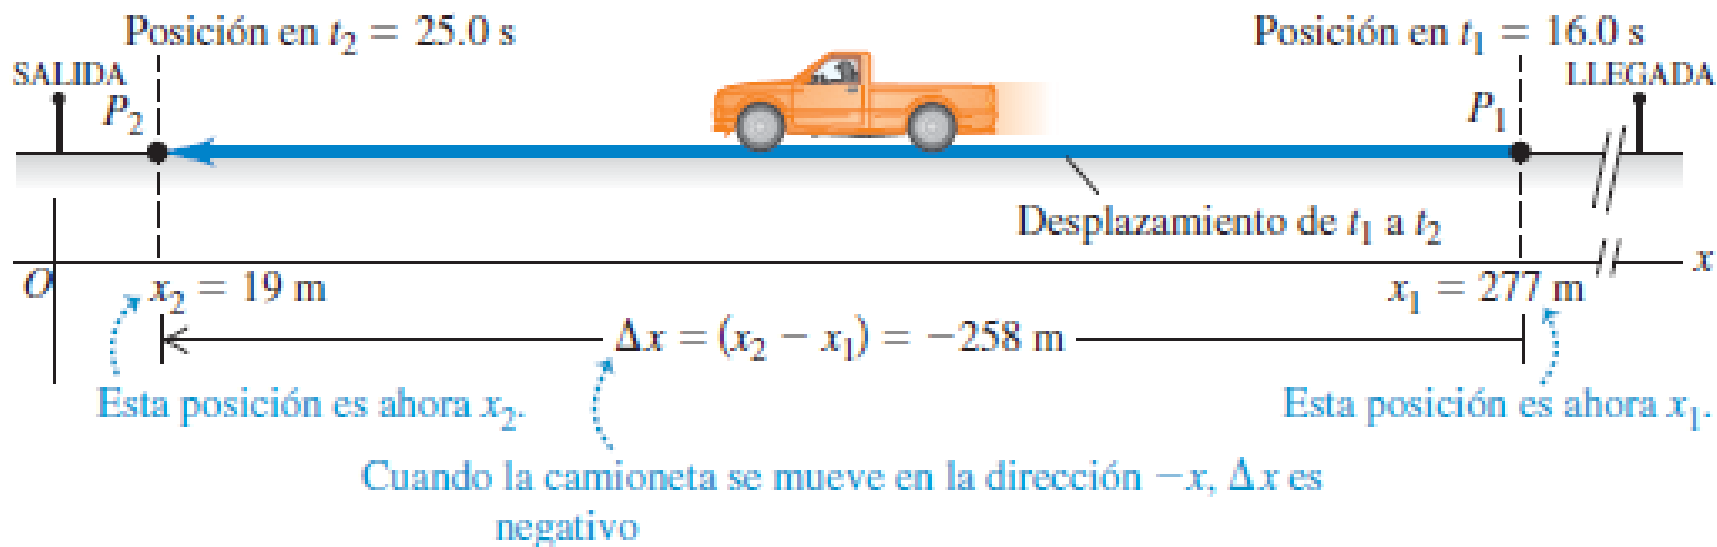 Posición en t₂ = 25.0 s
Posición en t₁ = 16.0 s
SALIDA
LLEGADA
P₂
P₁
Desplazamiento de t₁ a t₂
O
x₂ = 19 m
x₁ = 277 m
x
Δx = (x₂ − x₁) = −258 m
Esta posición es ahora x₂.
Esta posición es ahora x₁.
Cuando la camioneta se mueve en la dirección −x, Δx es
negativo